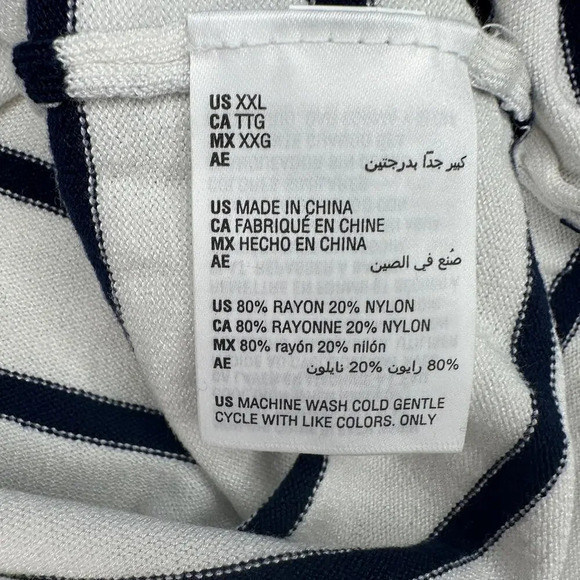 US XXL
CA TTG
MX XXG
AE كبير جدًا بدرجتين
US MADE IN CHINA
CA FABRIQUÉ EN CHINE
MX HECHO EN CHINA
AE صُنع في الصين
US 80% RAYON 20% NYLON
CA 80% RAYONNE 20% NYLON
MX 80% rayón 20% nilón
AE 80% رايون 20% نايلون
US MACHINE WASH COLD GENTLE
CYCLE WITH LIKE COLORS. ONLY